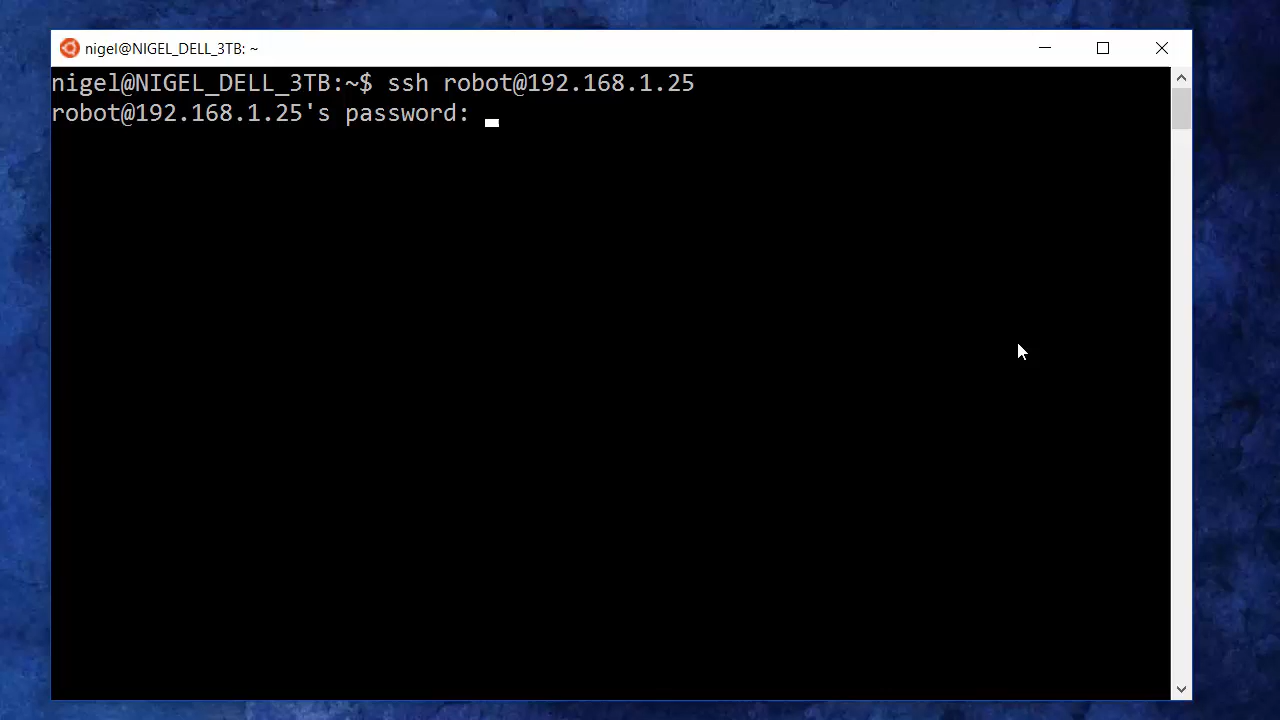 nigel@NIGEL_DELL_3TB: ~
nigel@NIGEL_DELL_3TB:~$ ssh robot@192.168.1.25
robot@192.168.1.25's password: